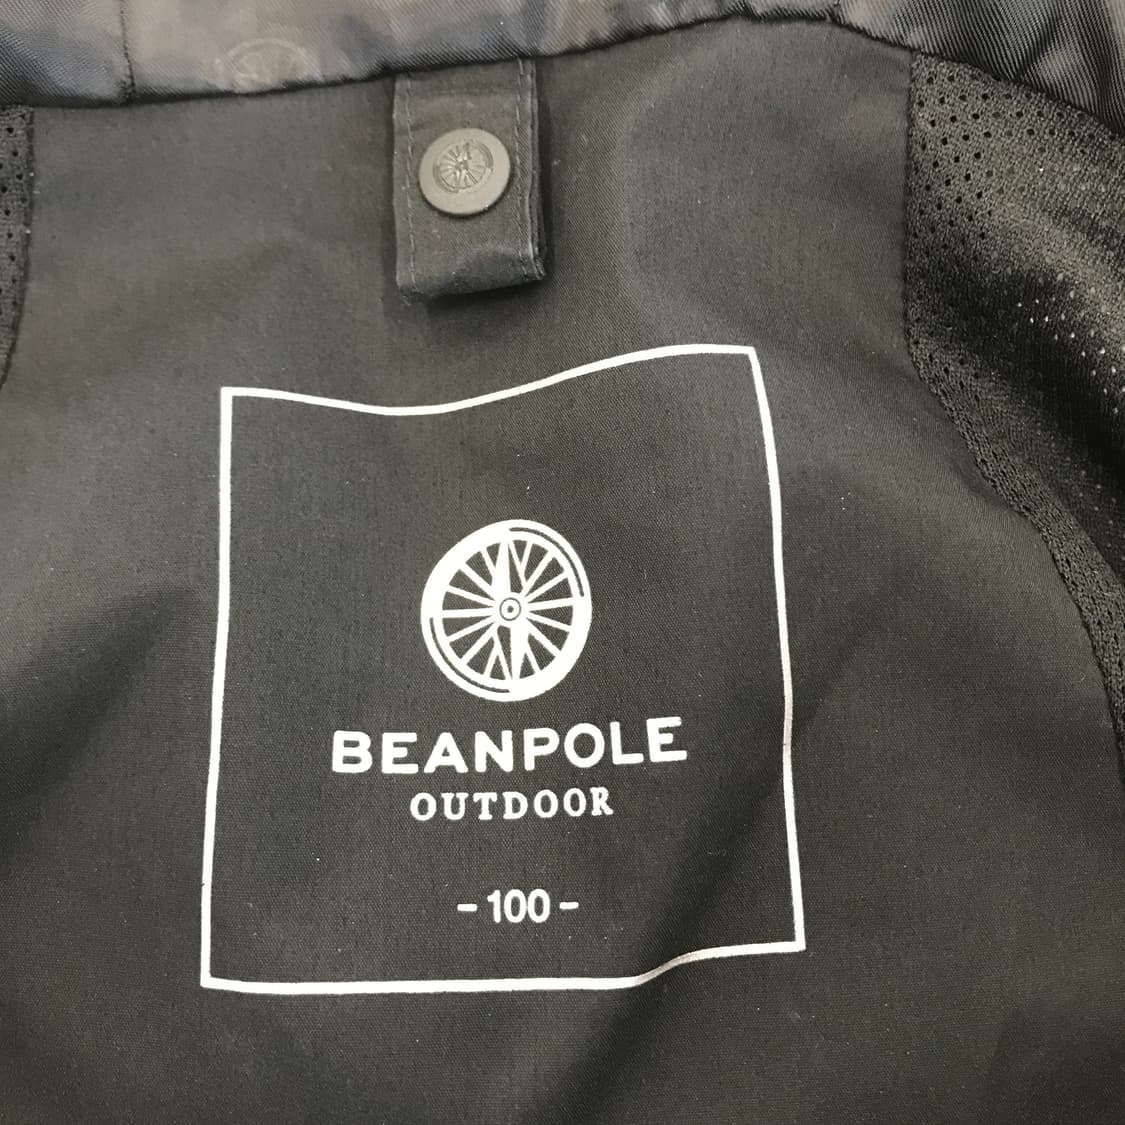 BEANPOLE
OUTDOOR
- 100 -